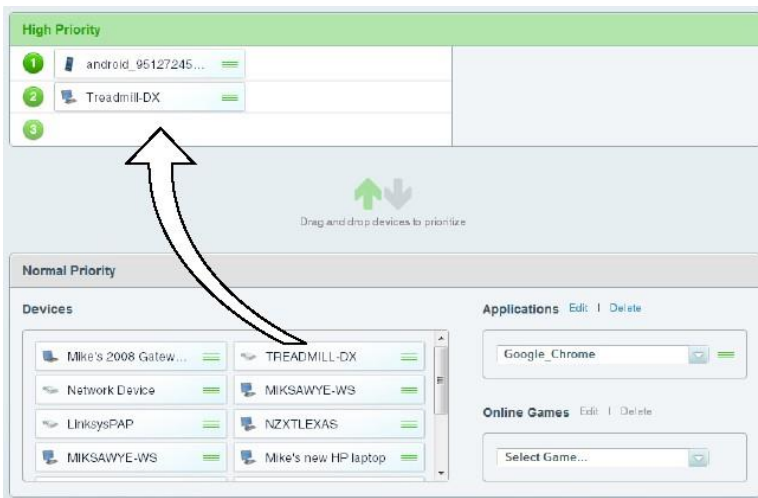 High Priority
1 android_95127245...
2 Treadmill-DX
3
Drag and drop devices to prioritize
Normal Priority
Devices
Mike's 2008 Gatew... TREADMILL-DX
Network Device MIKSAWYE-WS
LinksysPAP NZXTLEXAS
MIKSAWYE-WS Mike's new HP laptop
Applications Edit | Delete
Google_Chrome
Online Games Edit | Delete
Select Game...